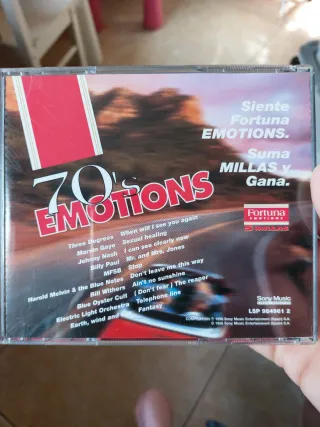 Siente
Fortuna
EMOTIONS.
Suma
MILLAS y
Gana.
Fortuna
MILLAS
70's
EMOTIONS
Three Degrees When will I see you again
Marvin Gaye Sexual healing
Johnny Nash I can see clearly now
Billy Paul Me. and Mrs. Jones
MFSB Stop
Harold Melvin & the Blue Notes Don't leave me this way
Bill Withers Ain't no sunshine
Blue Oyster Cult ( Don't fear ) The reaper
Electric Light Orchestra Telephone line
Earth, wind and Fantasy
Sony Music
LSP 984961 2